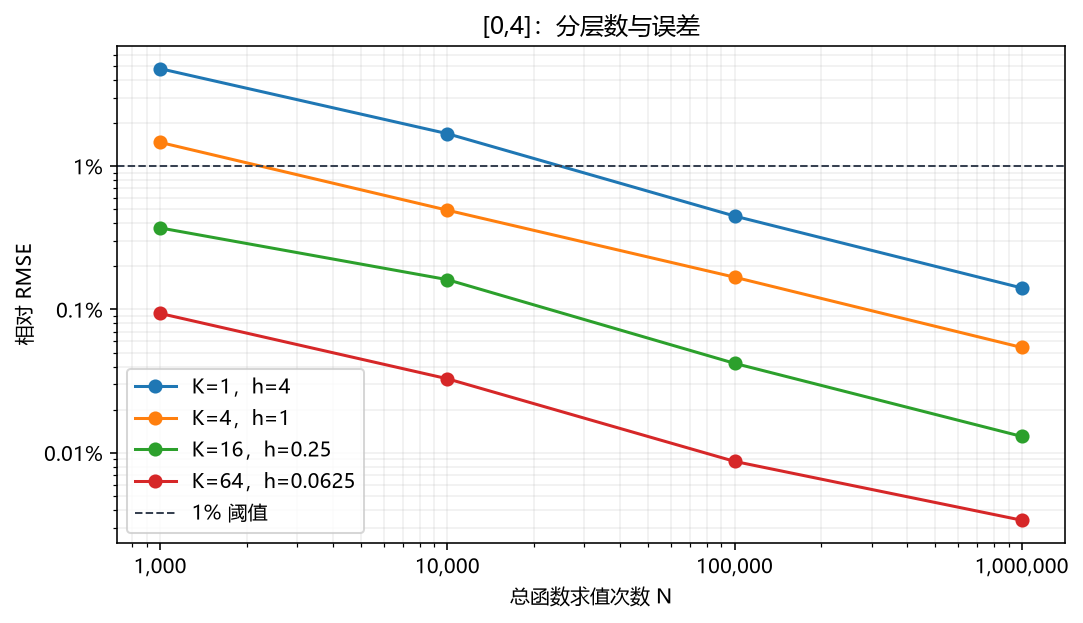 [0,4]：分层数与误差
相对 RMSE
1%
0.1%
0.01%
K=1，h=4
K=4，h=1
K=16，h=0.25
K=64，h=0.0625
1% 阈值
1,000
10,000
100,000
1,000,000
总函数求值次数 N